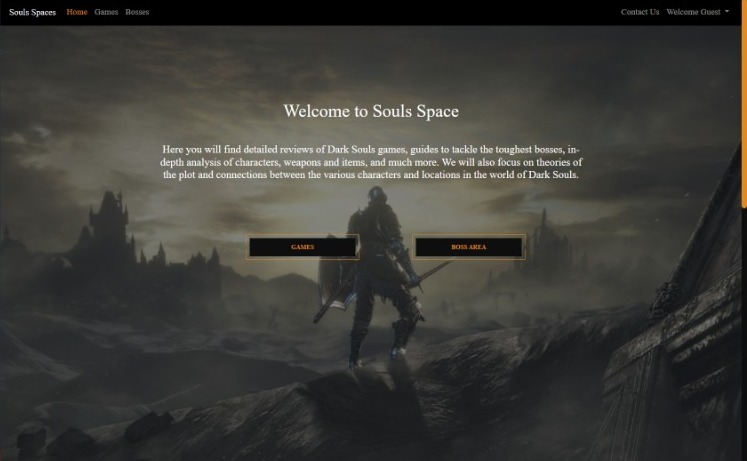 Souls Spaces Home Games Bosses Contact Us Welcome Guest
Welcome to Souls Space
Here you will find detailed reviews of Dark Souls games, guides to tackle the toughest bosses, in-
depth analysis of characters, weapons and items, and much more. We will also focus on theories of
the plot and connections between the various characters and locations in the world of Dark Souls.
GAMES BOSS AREA